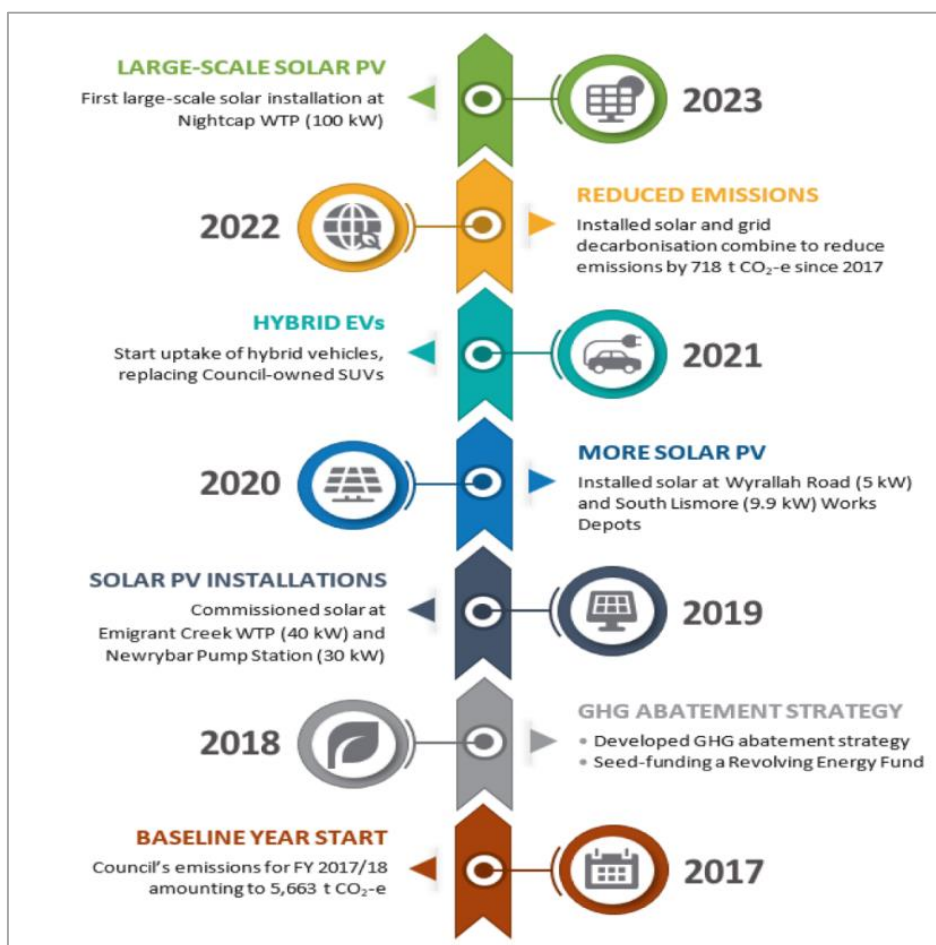 LARGE-SCALE SOLAR PV
First large-scale solar installation at
Nightcap WTP (100 kW)
2023
2022
REDUCED EMISSIONS
Installed solar and grid
decarbonisation combine to reduce
emissions by 718 t CO₂-e since 2017
HYBRID EVs
Start uptake of hybrid vehicles,
replacing Council-owned SUVs
2021
2020
MORE SOLAR PV
Installed solar at Wyrallah Road (5 kW)
and South Lismore (9.9 kW) Works
Depots
SOLAR PV INSTALLATIONS
Commissioned solar at
Emigrant Creek WTP (40 kW) and
Newrybar Pump Station (30 kW)
2019
2018
GHG ABATEMENT STRATEGY
• Developed GHG abatement strategy
• Seed-funding a Revolving Energy Fund
BASELINE YEAR START
Council’s emissions for FY 2017/18
amounting to 5,663 t CO₂-e
2017